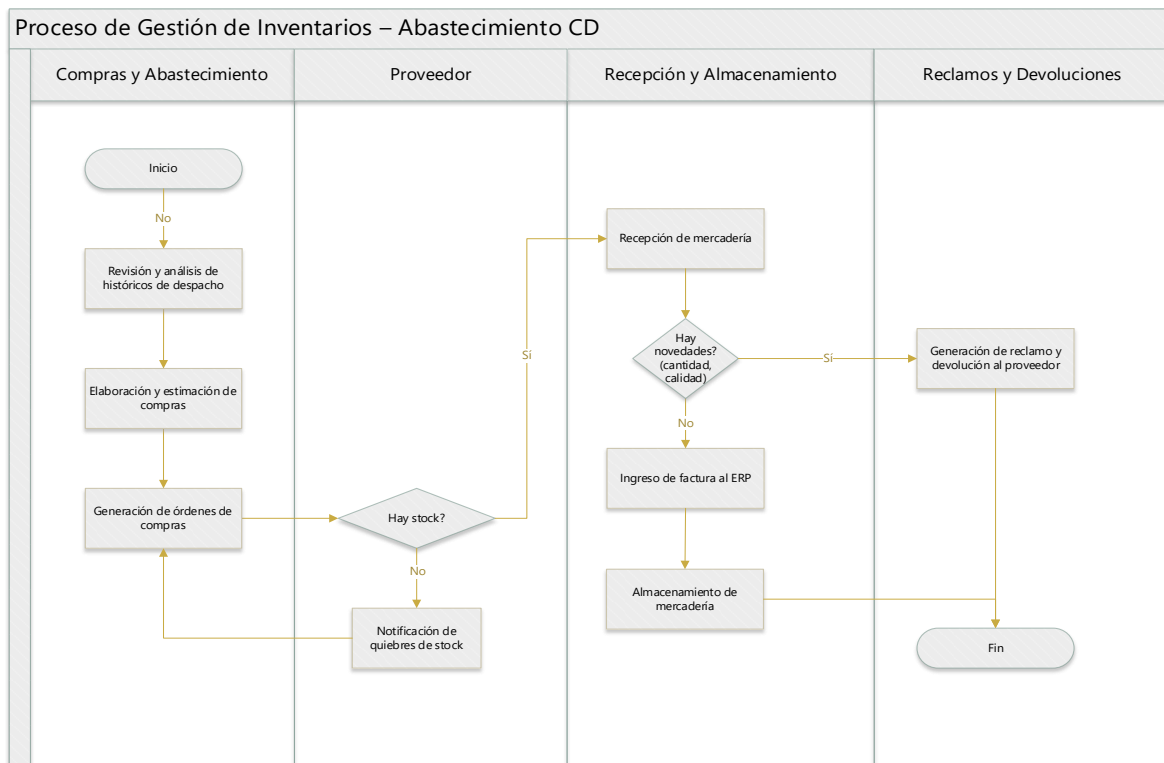 Proceso de Gestión de Inventarios – Abastecimiento CD
Compras y Abastecimiento
Proveedor
Recepción y Almacenamiento
Reclamos y Devoluciones
Inicio
No
Revisión y análisis de
históricos de despacho
Elaboración y estimación de
compras
Generación de órdenes de
compras
Hay stock?
No
Notificación de
quiebres de stock
Sí
Recepción de mercadería
Hay
novedades?
(cantidad,
calidad)
Sí
No
Ingreso de factura al ERP
Almacenamiento de
mercadería
Generación de reclamo y
devolución al proveedor
Fin